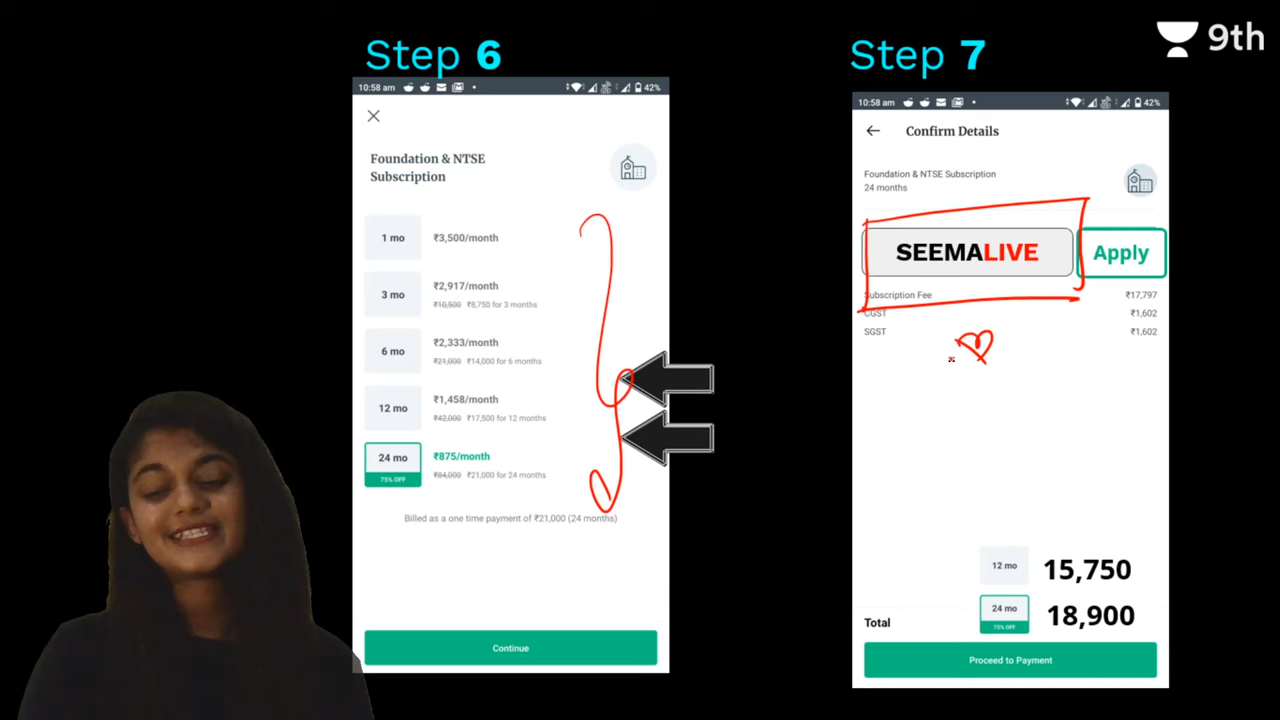 Step 6
Step 7
9th
10:58 am
42%
Foundation & NTSE
Subscription
1 mo
₹3,500/month
3 mo
₹2,917/month
₹10,500 ₹8,750 for 3 months
6 mo
₹2,333/month
₹21,000 ₹14,000 for 6 months
12 mo
₹1,458/month
₹42,000 ₹17,500 for 12 months
24 mo
75% OFF
₹875/month
₹84,000 ₹21,000 for 24 months
Billed as a one time payment of ₹21,000 (24 months)
Continue
10:58 am
42%
Confirm Details
Foundation & NTSE Subscription
24 months
SEEMALIVE
Apply
Subscription Fee ₹17,797
CGST ₹1,602
SGST ₹1,602
12 mo 15,750
24 mo 18,900
75% OFF
Total
Proceed to Payment